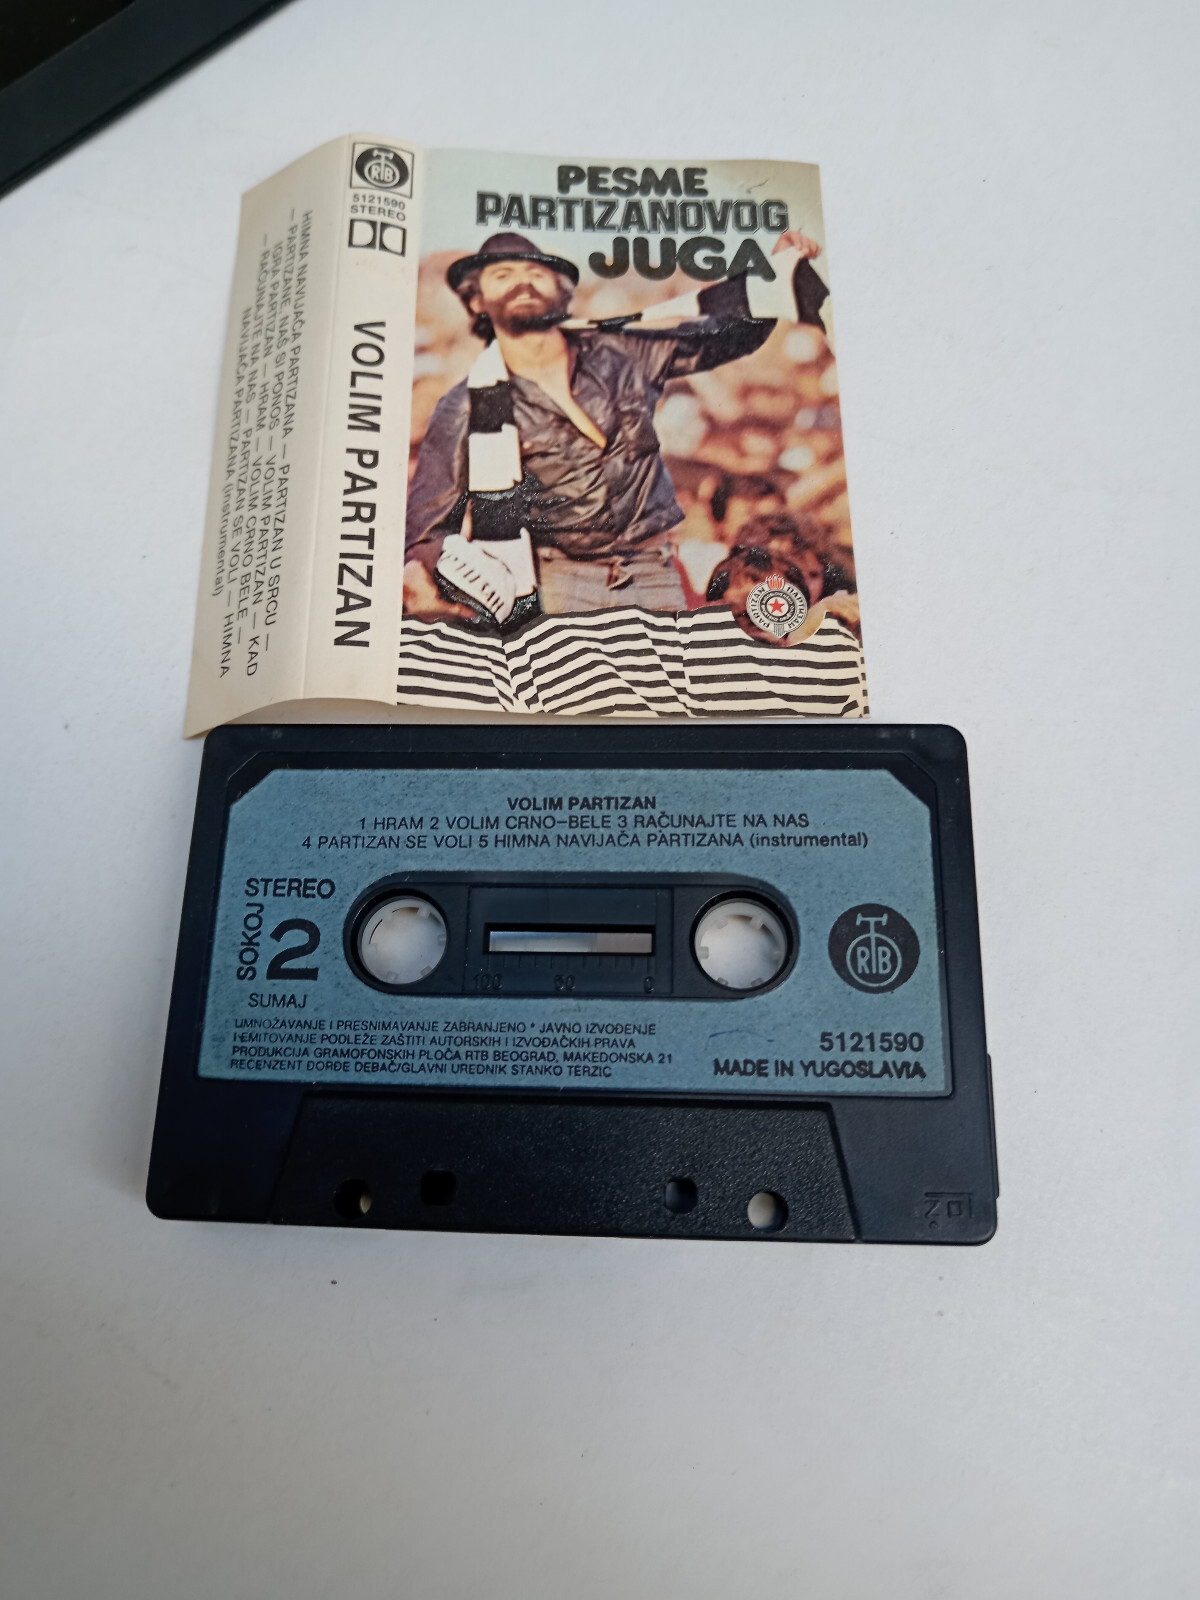 RTB
5121590
STEREO
VOLIM PARTIZAN
HIMNA NAVIJAČA PARTIZANA — PARTIZAN U SRCU —
— PARTIZANE, NAŠ SI PONOS — VOLIM PARTIZAN — KAD
IGRA PARTIZAN — HRAM — VOLIM CRNO BELE —
— RAČUNAJTE NA NAS — PARTIZAN SE VOLI — HIMNA
NAVIJAČA PARTIZANA (instrumental)
PESME
PARTIZANOVOG
JUGA
PARTIZAN
ПАРТИЗАН
VOLIM PARTIZAN
1 HRAM 2 VOLIM CRNO–BELE 3 RAČUNAJTE NA NAS
4 PARTIZAN SE VOLI 5 HIMNA NAVIJAČA PARTIZANA (instrumental)
STEREO
SOKOJ
2
SUMAJ
100 50 0
RTB
UMNOŽAVANJE I PRESNIMAVANJE ZABRANJENO * JAVNO IZVOĐENJE
I EMITOVANJE PODLEŽE ZAŠTITI AUTORSKIH I IZVOĐAČKIH PRAVA
PRODUKCIJA GRAMOFONSKIH PLOČA RTB BEOGRAD, MAKEDONSKA 21
RECENZENT ĐORĐE DEBAČ/GLAVNI UREDNIK STANKO TERZIĆ
5121590
MADE IN YUGOSLAVIA